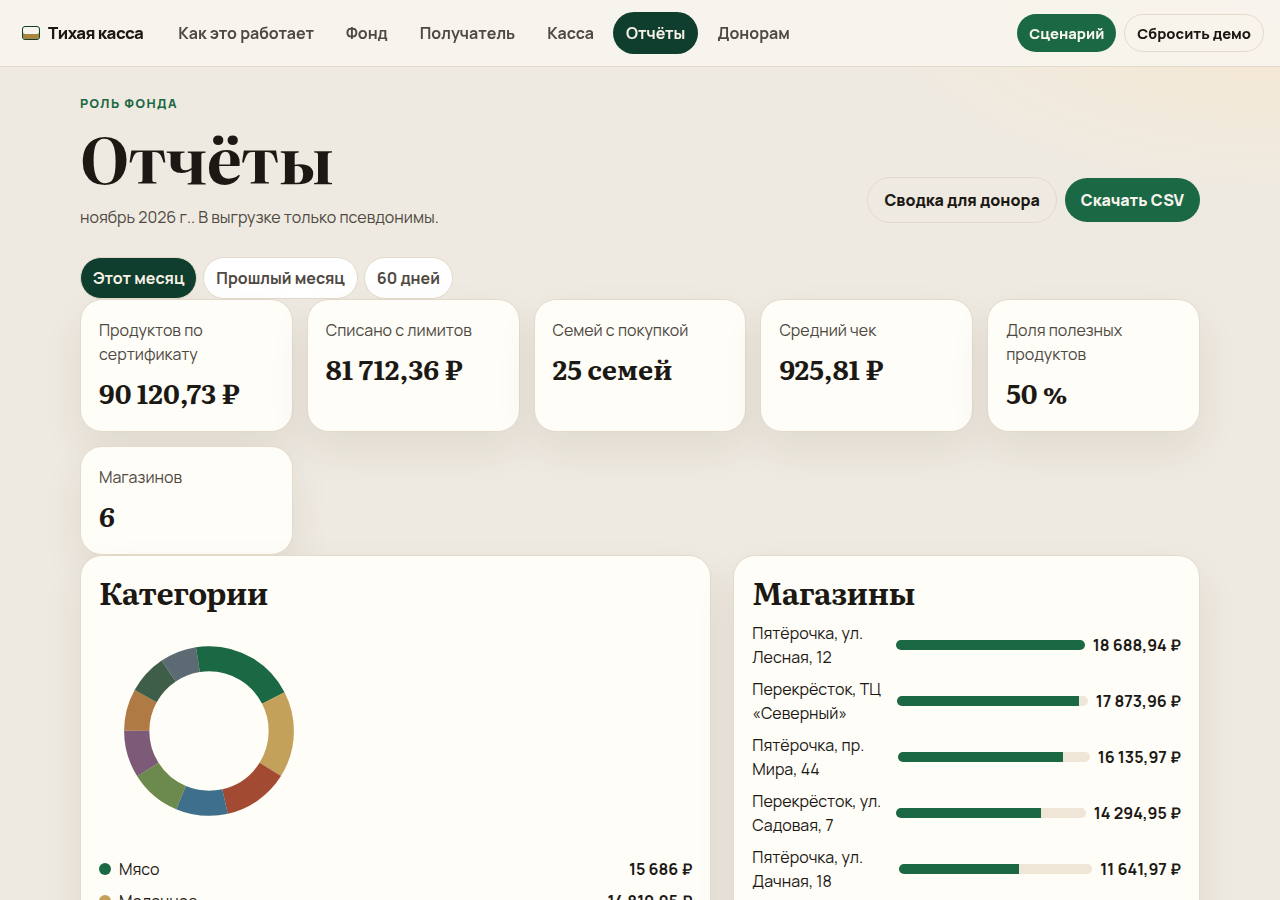 Тихая касса
Как это работает
Фонд
Получатель
Касса
Отчёты
Донорам
Сценарий
Сбросить демо
РОЛЬ ФОНДА
Отчёты
ноябрь 2026 г.. В выгрузке только псевдонимы.
Сводка для донора
Скачать CSV
Этот месяц
Прошлый месяц
60 дней
Продуктов по
сертификату
90 120,73 ₽
Списано с лимитов
81 712,36 ₽
Семей с покупкой
25 семей
Средний чек
925,81 ₽
Доля полезных
продуктов
50 %
Магазинов
6
Категории
Мясо
15 686 ₽
Молочное
14 819,95 ₽
Магазины
Пятёрочка, ул.
Лесная, 12
18 688,94 ₽
Перекрёсток, ТЦ
«Северный»
17 873,96 ₽
Пятёрочка, пр.
Мира, 44
16 135,97 ₽
Перекрёсток, ул.
Садовая, 7
14 294,95 ₽
Пятёрочка, ул.
Дачная, 18
11 641,97 ₽